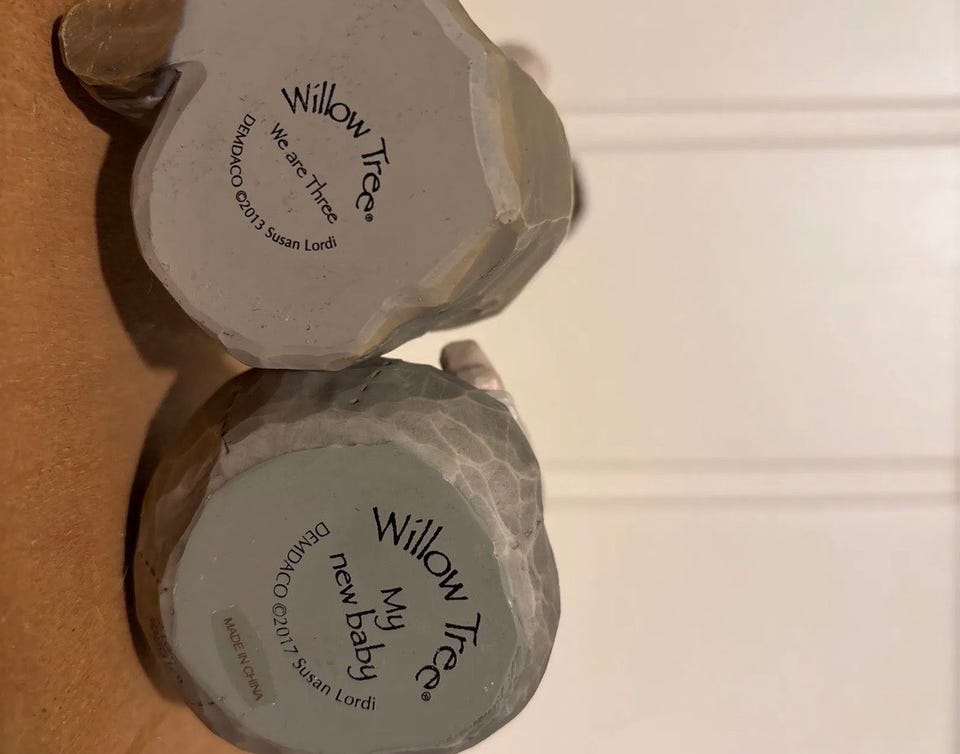 Willow Tree®
We are Three
DEMDACO ©2013 Susan Lordi
Willow Tree®
My
new baby
DEMDACO ©2017 Susan Lordi
MADE IN CHINA